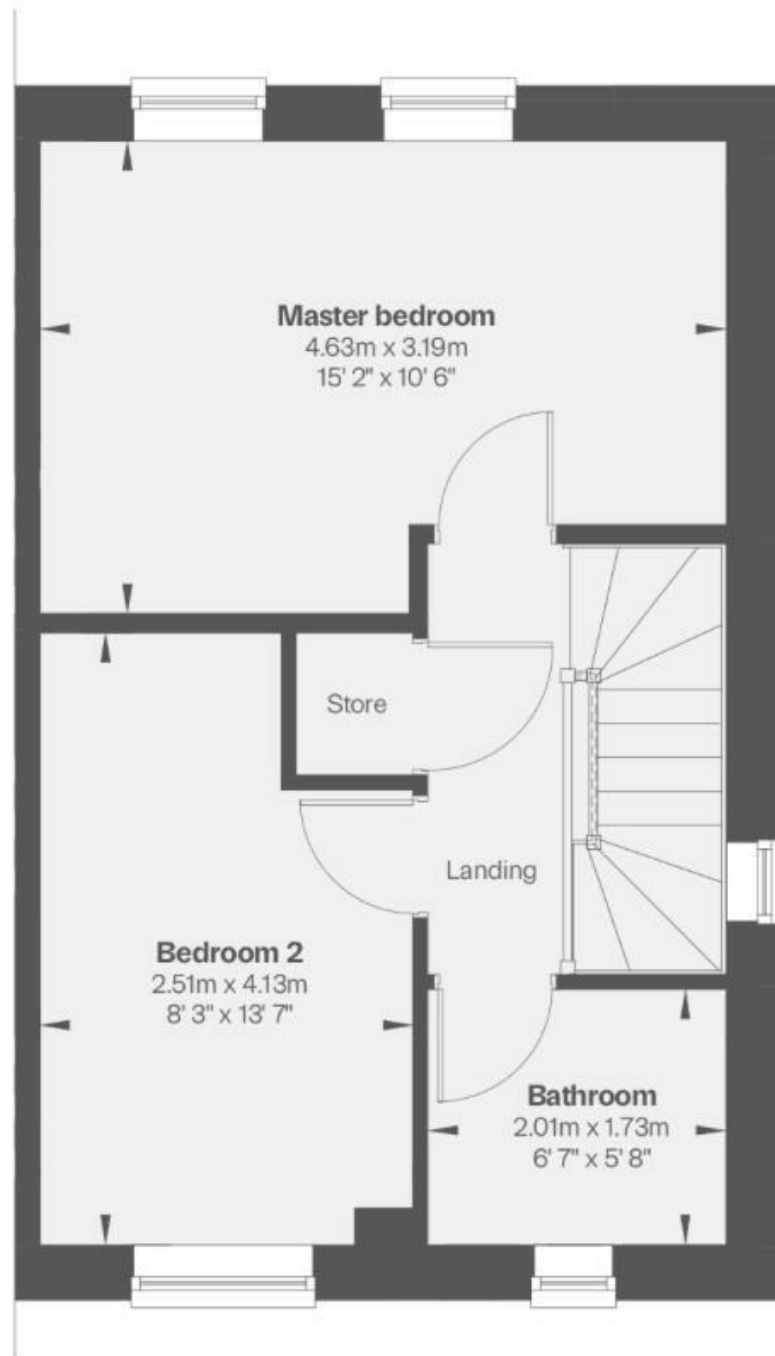 Master bedroom
4.63m x 3.19m
15' 2" x 10' 6"
Store
Landing
Bedroom 2
2.51m x 4.13m
8' 3" x 13' 7"
Bathroom
2.01m x 1.73m
6' 7" x 5' 8"